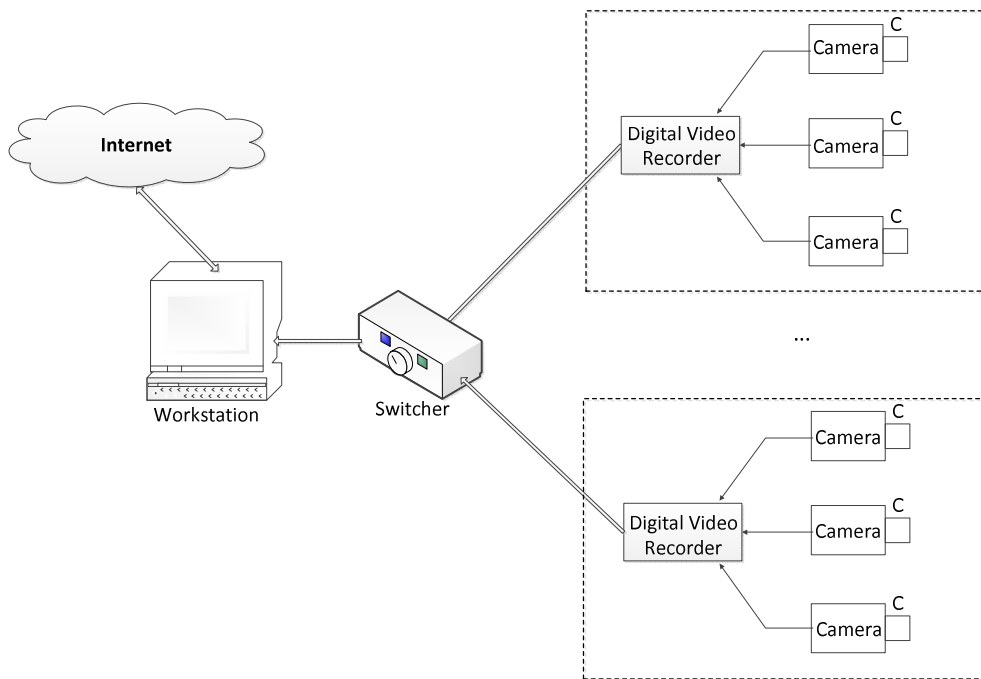 C
Camera
Internet
Digital Video
Recorder
C
Camera
C
Camera
...
Workstation
Switcher
C
Camera
Digital Video
Recorder
C
Camera
C
Camera